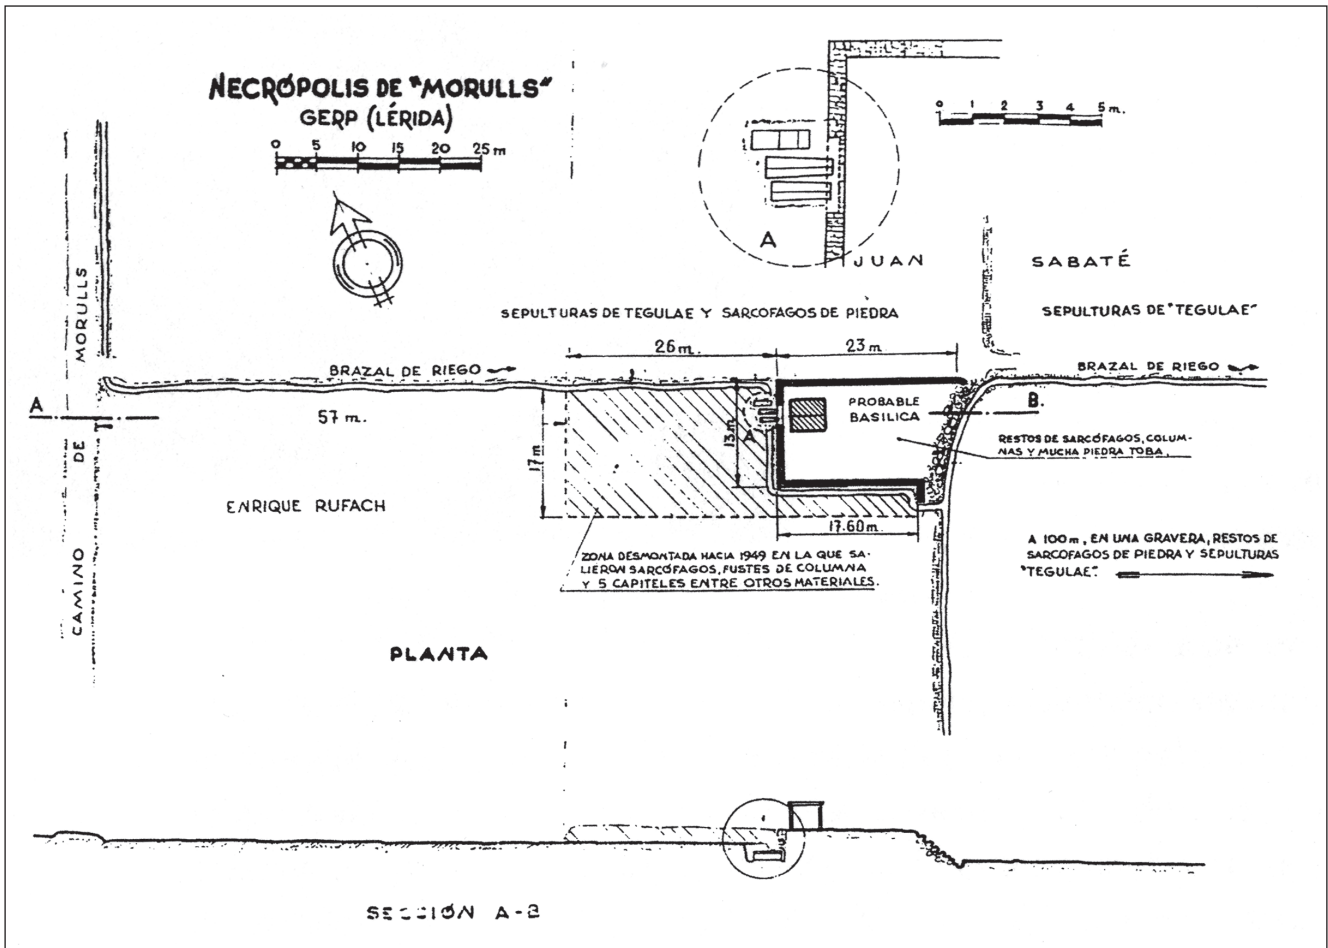 NECRÓPOLIS DE "MORULLS"
GERP (LÉRIDA)
0 5 10 15 20 25 m
0 1 2 3 4 5 m.
A
JUAN SABATÉ
SEPULTURAS DE TEGULAE Y SARCOFAGOS DE PIEDRA
SEPULTURAS DE "TEGULAE"
CAMINO DE MORULLS
26 m.
23 m
BRAZAL DE RIEGO
BRAZAL DE RIEGO
A
57 m.
17 m
13 m
A
PROBABLE
BASILICA
B.
RESTOS DE SARCÓFAGOS, COLUM-
NAS Y MUCHA PIEDRA TOBA.
ENRIQUE RUFACH
17.60 m.
ZONA DESMONTADA HACIA 1949 EN LA QUE SA-
LIERON SARCÓFAGOS, FUSTES DE COLUMNA
Y 5 CAPITELES ENTRE OTROS MATERIALES.
A 100 m, EN UNA GRAVERA, RESTOS DE
SARCOFAGOS DE PIEDRA Y SEPULTURAS
"TEGULAE".
PLANTA
SECCIÓN A-B